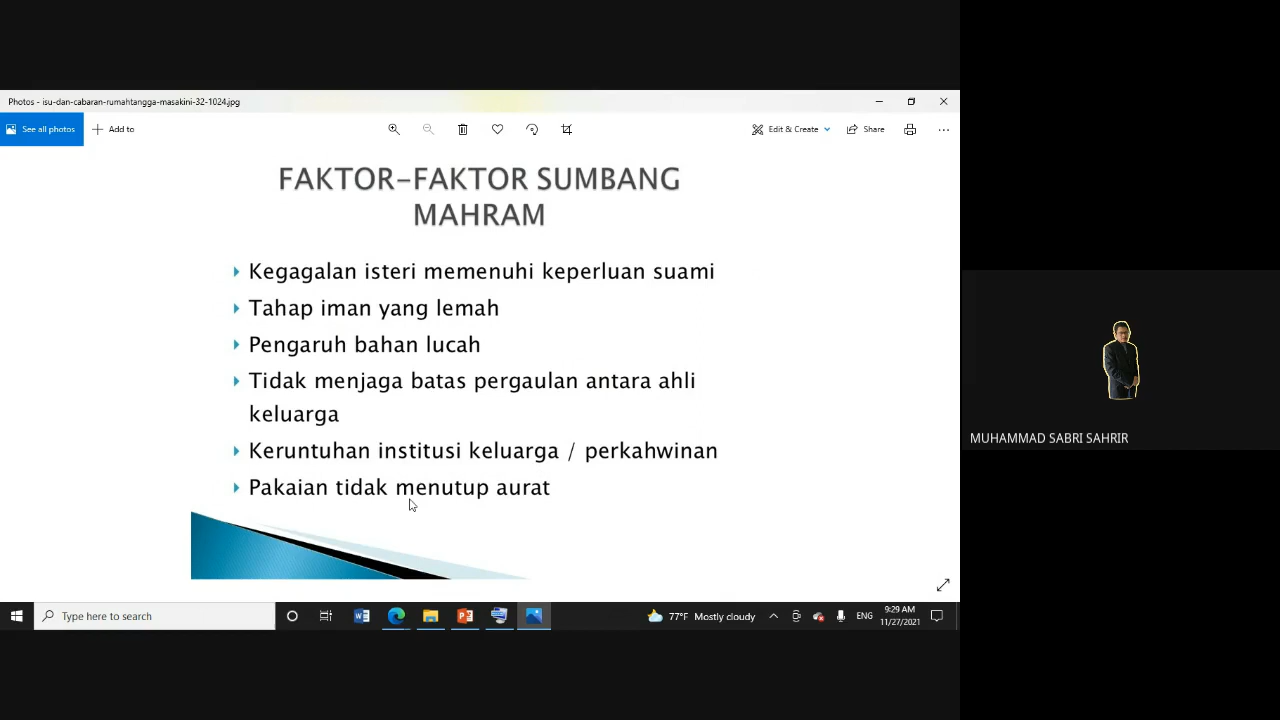 Photos - isu-dan-cabaran-rumahtangga-masakini-32-1024.jpg
See all photos
Add to
Edit & Create
Share
FAKTOR-FAKTOR SUMBANG
MAHRAM
Kegagalan isteri memenuhi keperluan suami
Tahap iman yang lemah
Pengaruh bahan lucah
Tidak menjaga batas pergaulan antara ahli
keluarga
Keruntuhan institusi keluarga / perkahwinan
Pakaian tidak menutup aurat
MUHAMMAD SABRI SAHRIR
Type here to search
77°F Mostly cloudy
ENG
9:29 AM
11/27/2021